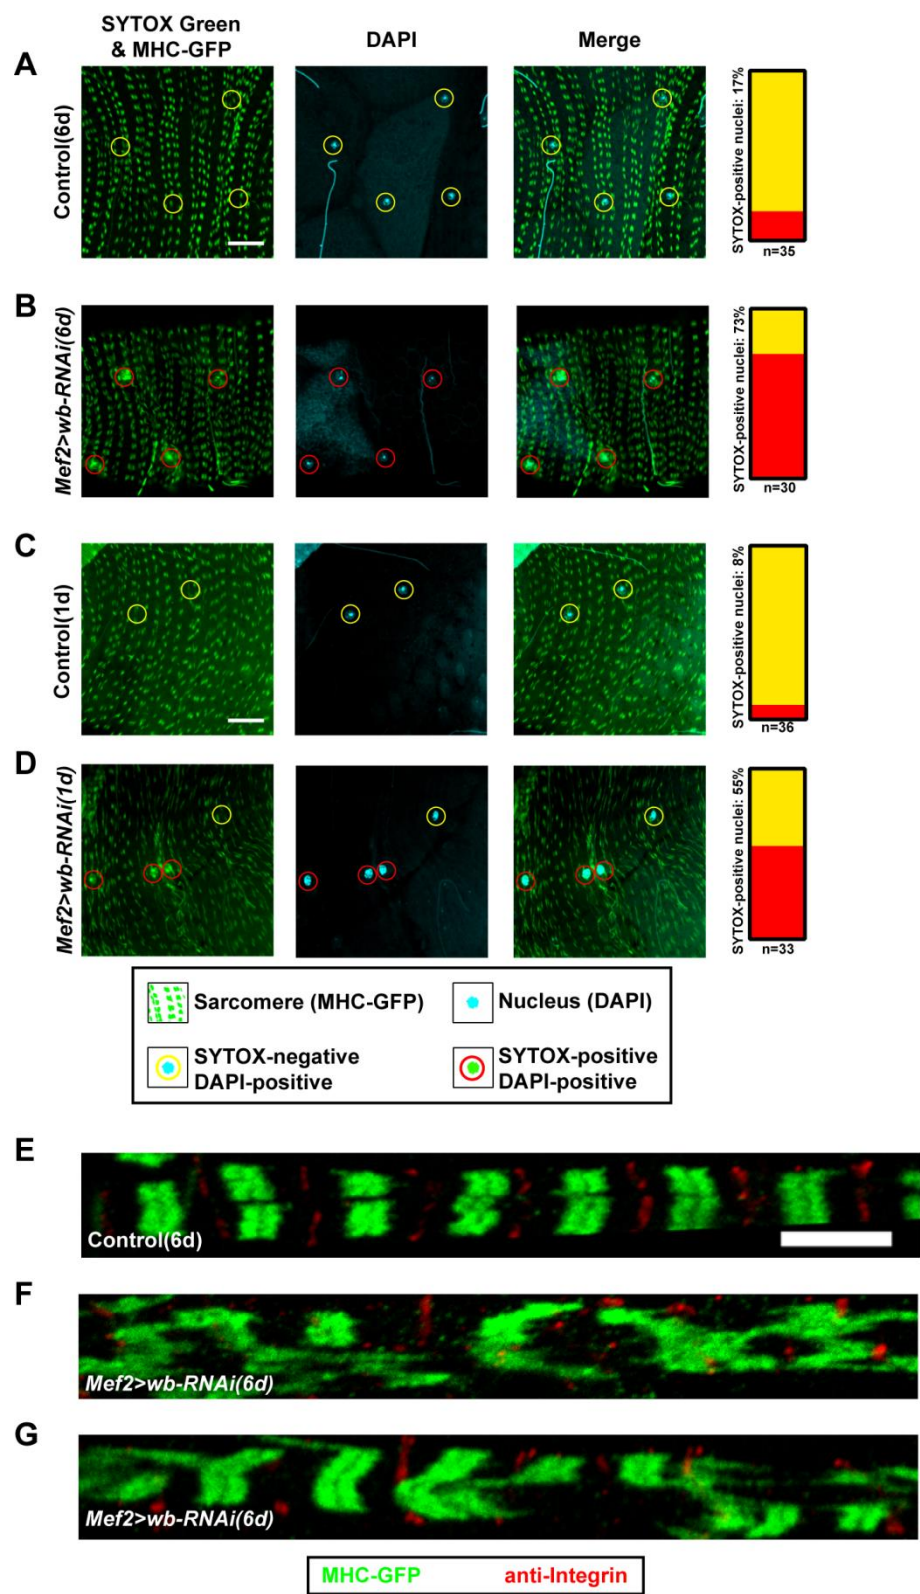 SYTOX Green
& MHC-GFP
DAPI
Merge
A
Control(6d)
SYTOX-positive nuclei: 17%
n=35
B
Mef2>wb-RNAi(6d)
SYTOX-positive nuclei: 73%
n=30
C
Control(1d)
SYTOX-positive nuclei: 8%
n=36
D
Mef2>wb-RNAi(1d)
SYTOX-positive nuclei: 55%
n=33
Sarcomere (MHC-GFP)
Nucleus (DAPI)
SYTOX-negative
DAPI-positive
SYTOX-positive
DAPI-positive
E
Control(6d)
F
Mef2>wb-RNAi(6d)
G
Mef2>wb-RNAi(6d)
MHC-GFP
anti-Integrin